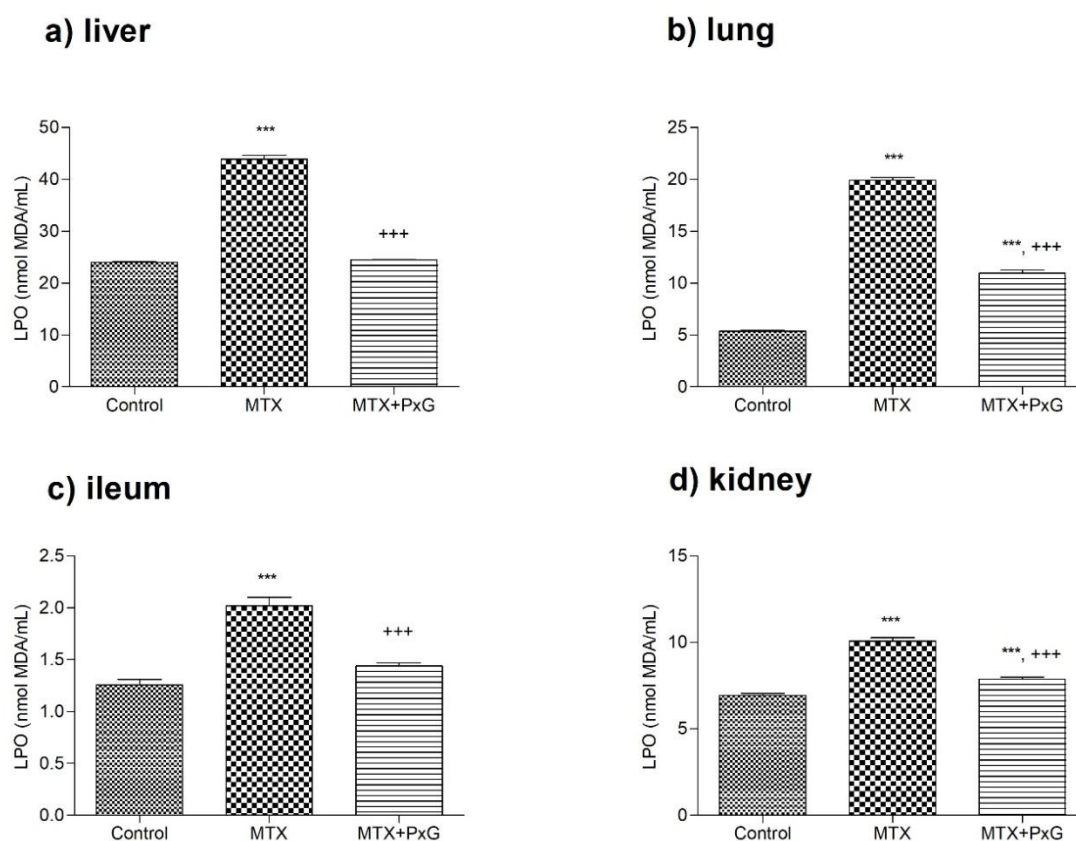 a) liver
50
40
30
20
10
0
LPO (nmol MDA/mL)
***
+++
Control
MTX
MTX+PxG
b) lung
25
20
15
10
5
0
LPO (nmol MDA/mL)
***
***, +++
Control
MTX
MTX+PxG
c) ileum
2.5
2.0
1.5
1.0
0.5
0.0
LPO (nmol MDA/mL)
***
+++
Control
MTX
MTX+PxG
d) kidney
15
10
5
0
LPO (nmol MDA/mL)
***
***, +++
Control
MTX
MTX+PxG